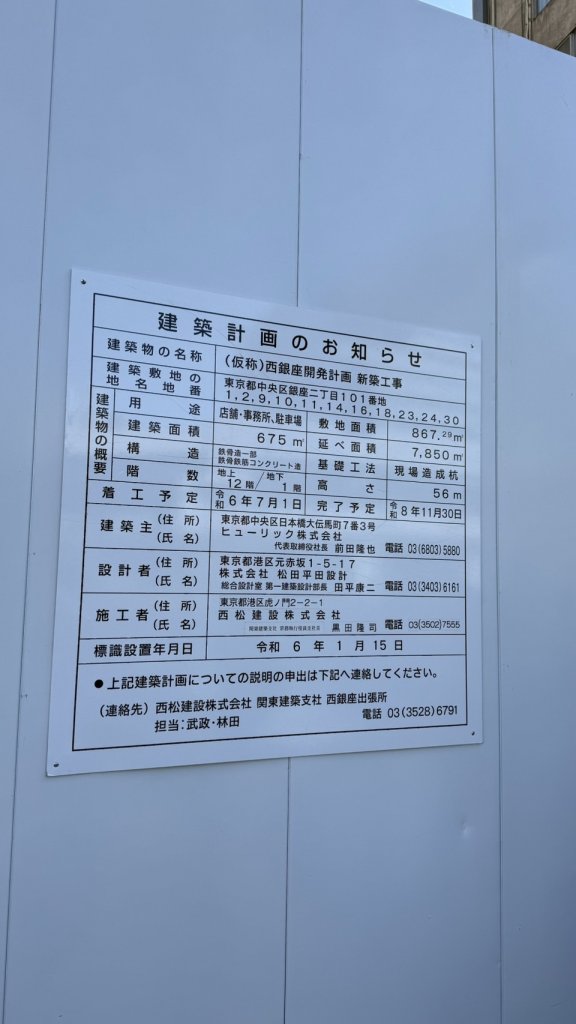 建築計画のお知らせ
建築物の名称 (仮称)西銀座開発計画 新築工事
建築敷地の地名地番 東京都中央区銀座二丁目101番地
1,2,9,10,11,14,16,18,23,24,30
建築物の概要
用途 店舗・事務所、駐車場 敷地面積 867.29㎡
建築面積 675㎡ 延べ面積 7,850㎡
構造 鉄骨造一部
鉄骨鉄筋コンクリート造 基礎工法 現場造成杭
階数 地上12階/地下1階 高さ 56m
着工予定 令和6年7月1日 完了予定 令和8年11月30日
建築主 (住所) 東京都中央区日本橋大伝馬町7番3号
(氏名) ヒューリック株式会社
代表取締役社長 前田隆也 電話 03(6803)5880
設計者 (住所) 東京都港区元赤坂1-5-17
(氏名) 株式会社 松田平田設計
総合設計室 第一建築設計部長 田平康二 電話 03(3403)6161
施工者 (住所) 東京都港区虎ノ門2-2-1
(氏名) 西松建設株式会社
関東建築支社 常務執行役員支社長 黒田隆司 電話 03(3502)7555
標識設置年月日 令和6年1月15日
●上記建築計画についての説明の申出は下記へ連絡してください。
(連絡先) 西松建設株式会社 関東建築支社 西銀座出張所
担当:武政・林田 電話 03(3528)6791